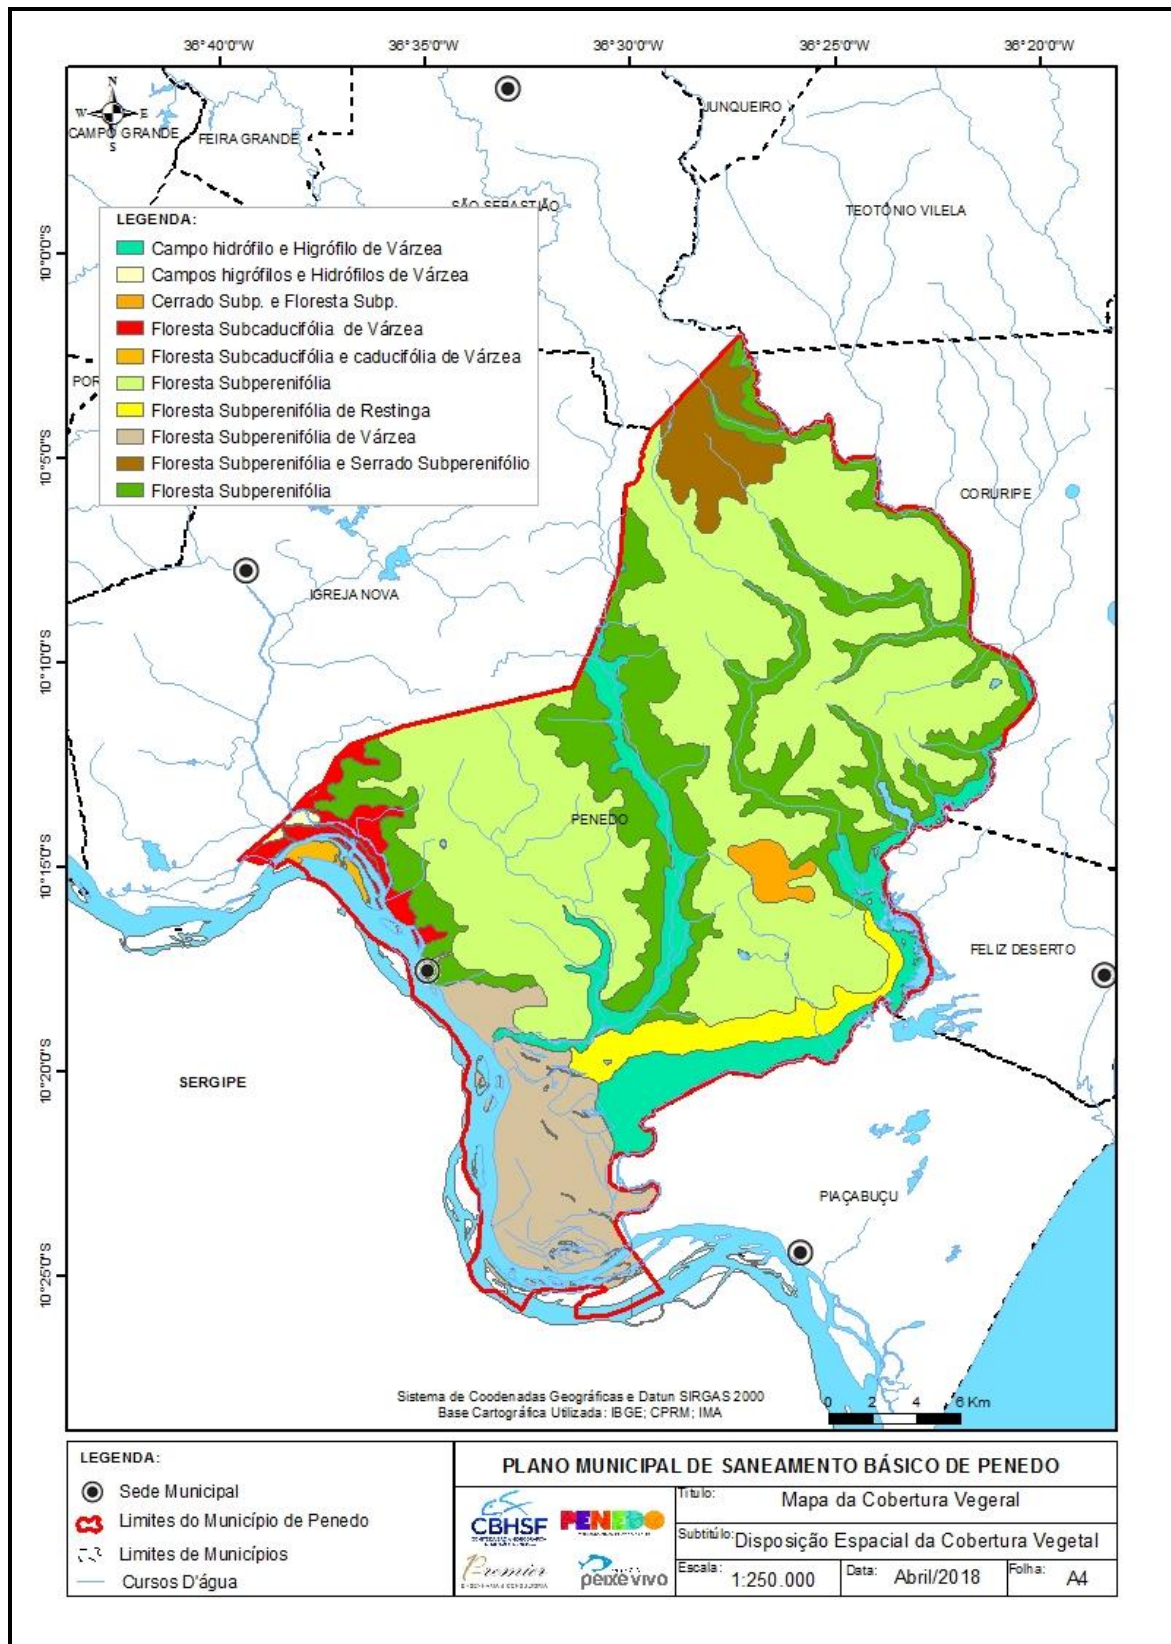 36°40'0"W 36°35'0"W 36°30'0"W 36°25'0"W 36°20'0"W
N
W E
S
CAMPO GRANDE
FEIRA GRANDE
JUNQUEIRO
SÃO SEBASTIÃO
TEOTÔNIO VILELA
LEGENDA:
Campo hidrófilo e Higrófilo de Várzea
Campos higrófilos e Hidrófilos de Várzea
Cerrado Subp. e Floresta Subp.
Floresta Subcaducifólia de Várzea
Floresta Subcaducifólia e caducifólia de Várzea
Floresta Subperenifólia
Floresta Subperenifólia de Restinga
Floresta Subperenifólia de Várzea
Floresta Subperenifólia e Serrado Subperenifólio
Floresta Subperenifólia
POR
10°0'0"S
10°5'0"S
10°10'0"S
10°15'0"S
10°20'0"S
10°25'0"S
CORURIPE
IGREJA NOVA
PENEDO
FELIZ DESERTO
SERGIPE
PIAÇABUÇU
Sistema de Coodenadas Geográficas e Datun SIRGAS 2000
Base Cartográfica Utilizada: IBGE; CPRM; IMA
0 2 4 6 Km
LEGENDA:
Sede Municipal
Limites do Município de Penedo
Limites de Municípios
Cursos D'água
PLANO MUNICIPAL DE SANEAMENTO BÁSICO DE PENEDO
CBHSF
PENEDO
Premier
peixe vivo
Titulo: Mapa da Cobertura Vegeral
Subtitúlo: Disposição Espacial da Cobertura Vegetal
Escala: 1:250.000
Data: Abril/2018
Folha: A4